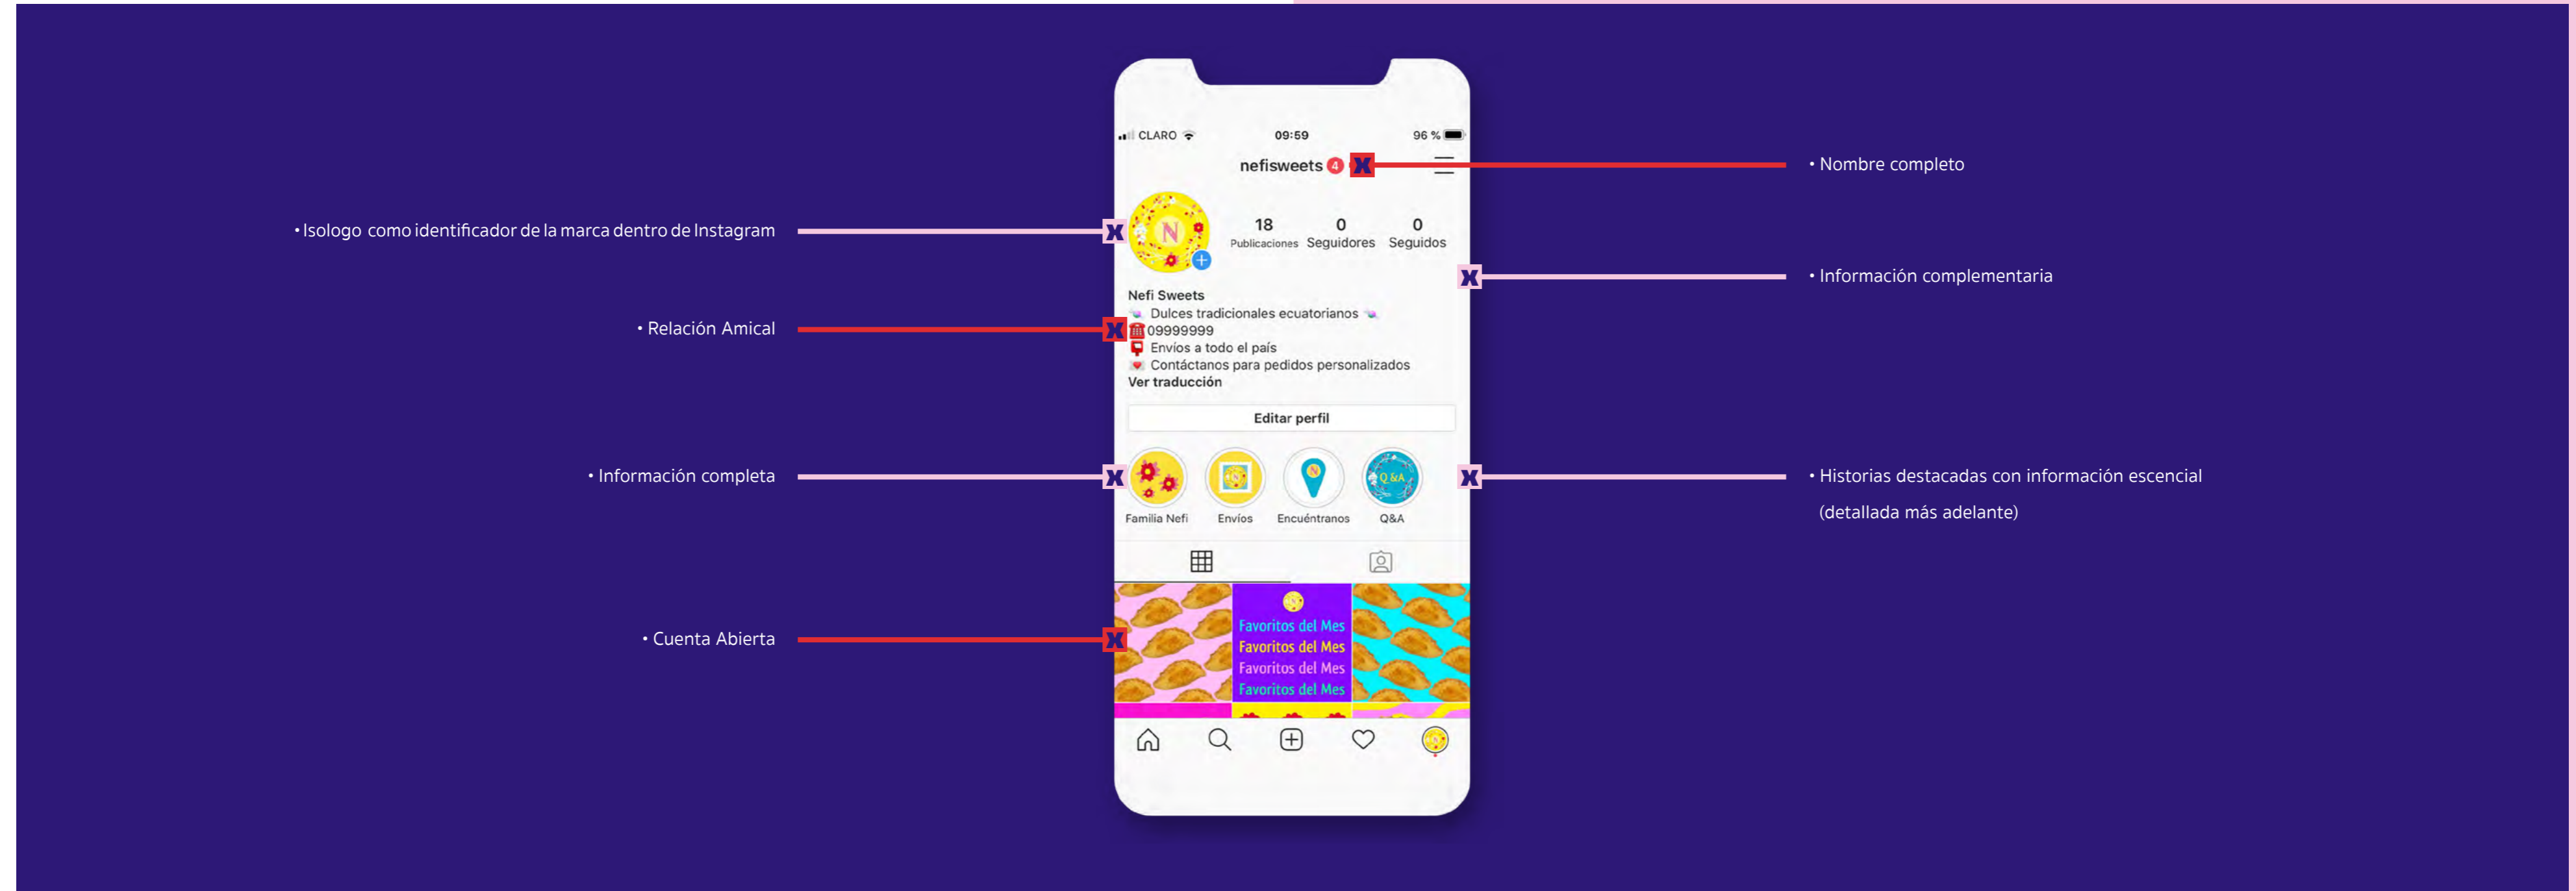 CLARO 09:59 96 %
nefisweets 4
• Nombre completo
• Isologo como identificador de la marca dentro de Instagram
N
18 0 0
Publicaciones Seguidores Seguidos
• Información complementaria
Nefi Sweets
Dulces tradicionales ecuatorianos
• Relación Amical
09999999
Envíos a todo el país
Contáctanos para pedidos personalizados
Ver traducción
Editar perfil
• Información completa
N
Q &A
• Historias destacadas con información escencial
(detallada más adelante)
Familia Nefi Envíos Encuéntranos Q&A
• Cuenta Abierta
Favoritos del Mes
Favoritos del Mes
Favoritos del Mes
Favoritos del Mes